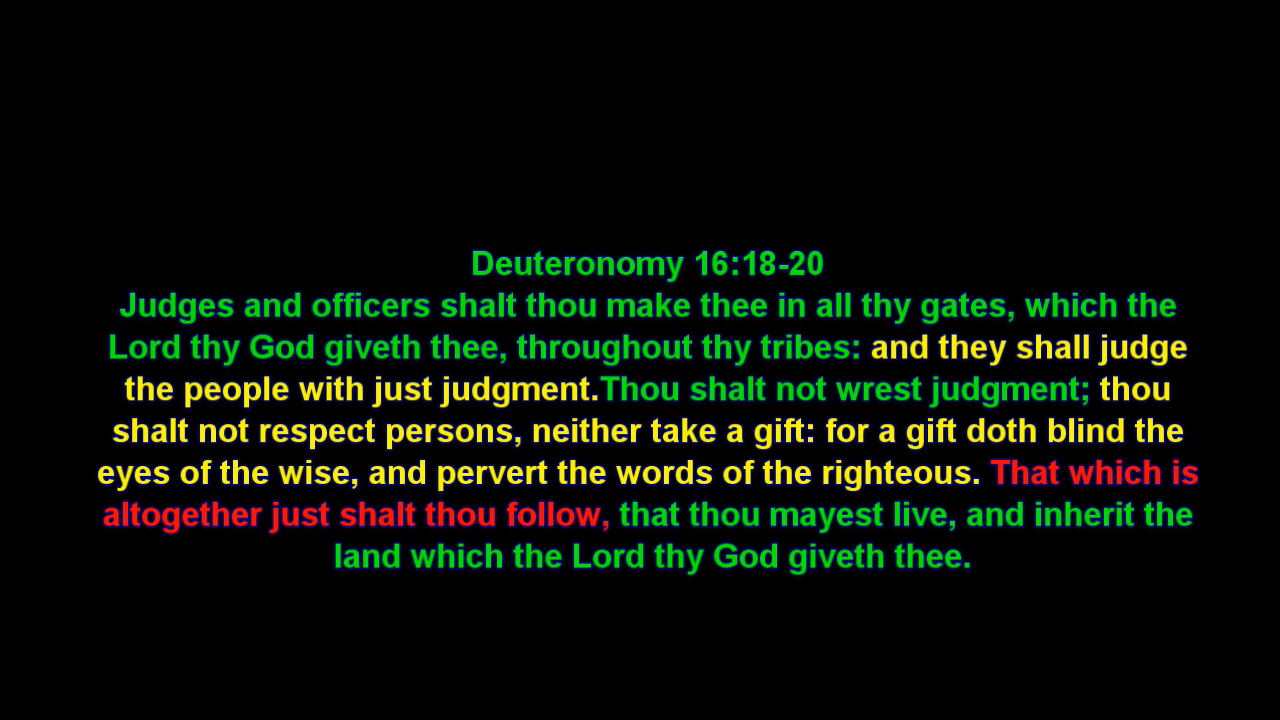 Deuteronomy 16:18-20
Judges and officers shalt thou make thee in all thy gates, which the
Lord thy God giveth thee, throughout thy tribes: and they shall judge
the people with just judgment.Thou shalt not wrest judgment; thou
shalt not respect persons, neither take a gift: for a gift doth blind the
eyes of the wise, and pervert the words of the righteous. That which is
altogether just shalt thou follow, that thou mayest live, and inherit the
land which the Lord thy God giveth thee.